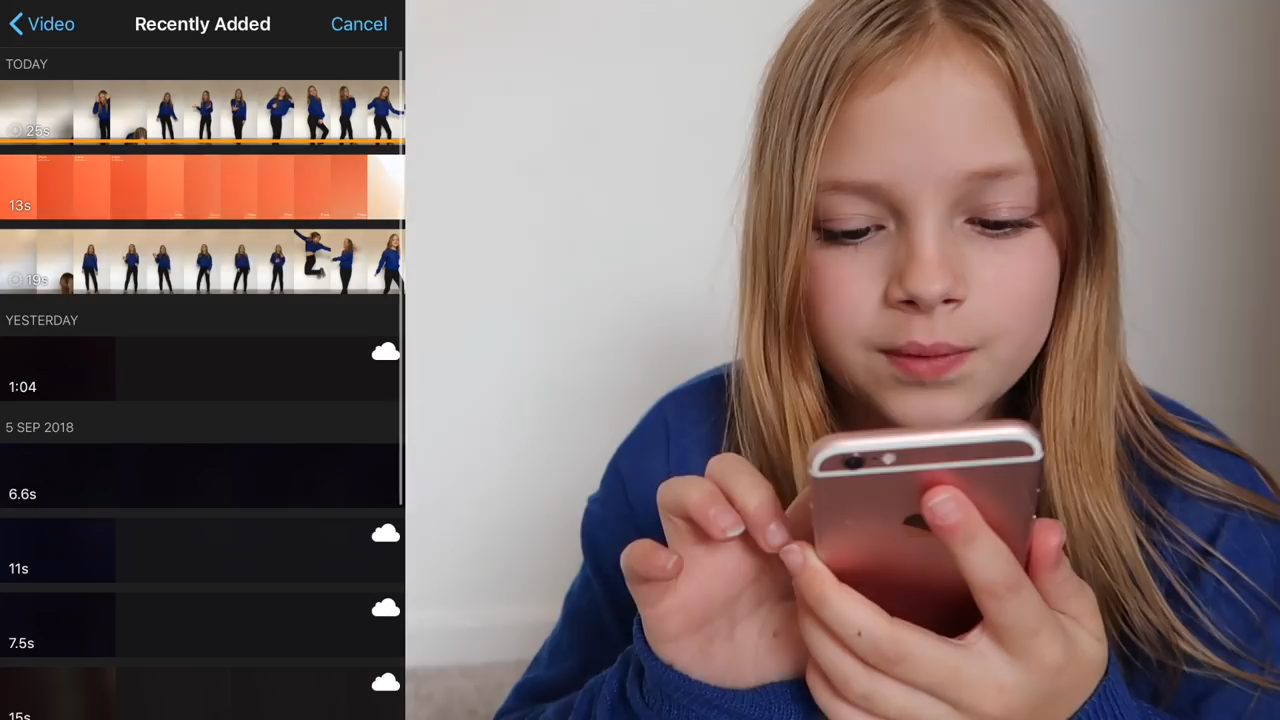 Video
Recently Added
Cancel
TODAY
25s
13s
19s
YESTERDAY
1:04
5 SEP 2018
6.6s
11s
7.5s
15s